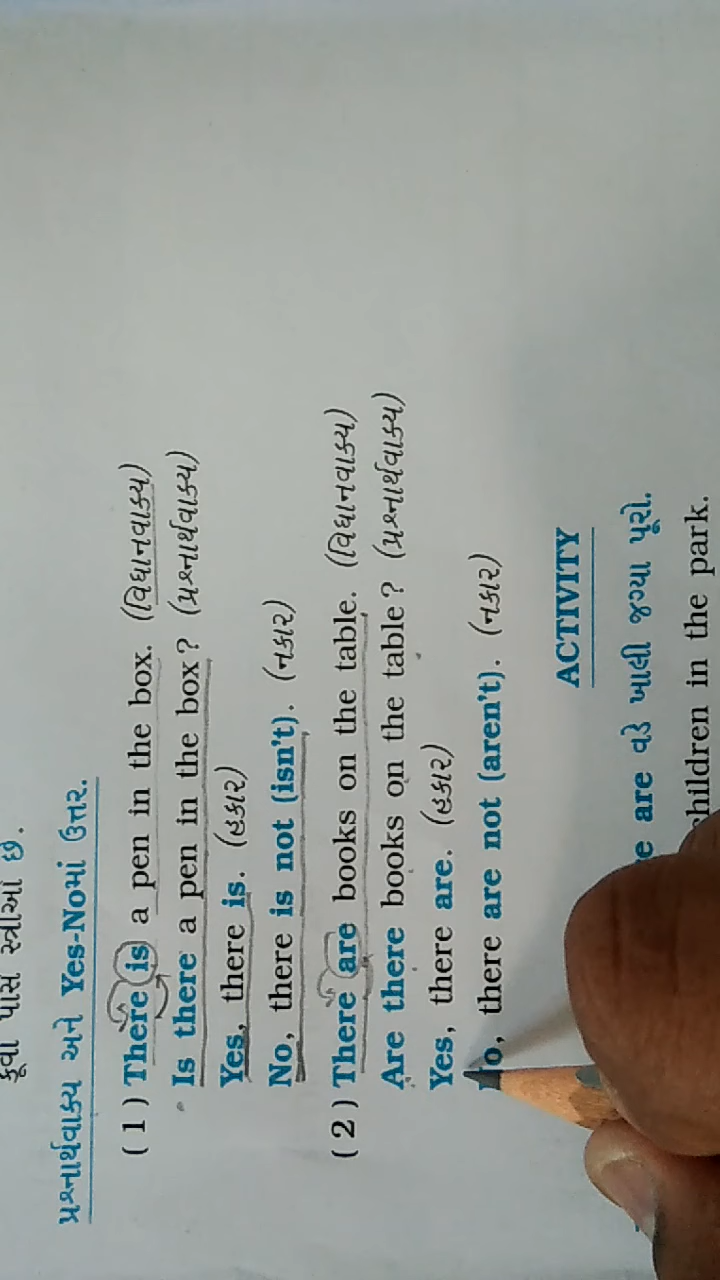 કૂવા પાસે સ્ત્રીઓ છે.
પ્રશ્નાર્થવાક્ય અને Yes-Noમાં ઉત્તર.
(1) There is a pen in the box. (વિધાનવાક્ય)
Is there a pen in the box? (પ્રશ્નાર્થવાક્ય)
Yes, there is. (હકાર)
No, there is not (isn't). (નકાર)
(2) There are books on the table. (વિધાનવાક્ય)
Are there books on the table? (પ્રશ્નાર્થવાક્ય)
Yes, there are. (હકાર)
No, there are not (aren't). (નકાર)
ACTIVITY
are વડે ખાલી જગ્યા પૂરો.
children in the park.